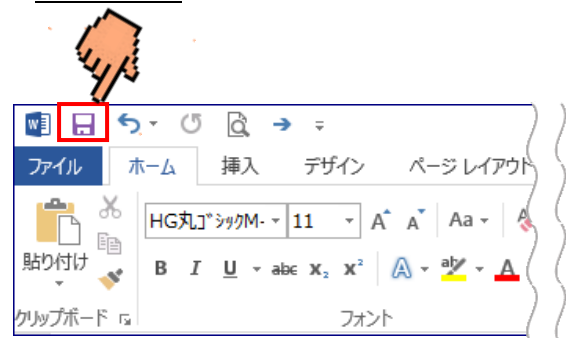 W
ファイル ホーム 挿入 デザイン ページ レイアウト
HG丸ｺﾞｼｯｸM- 11 A A Aa
貼り付け B I U abc X₂ X² A ab A
クリップボード フォント